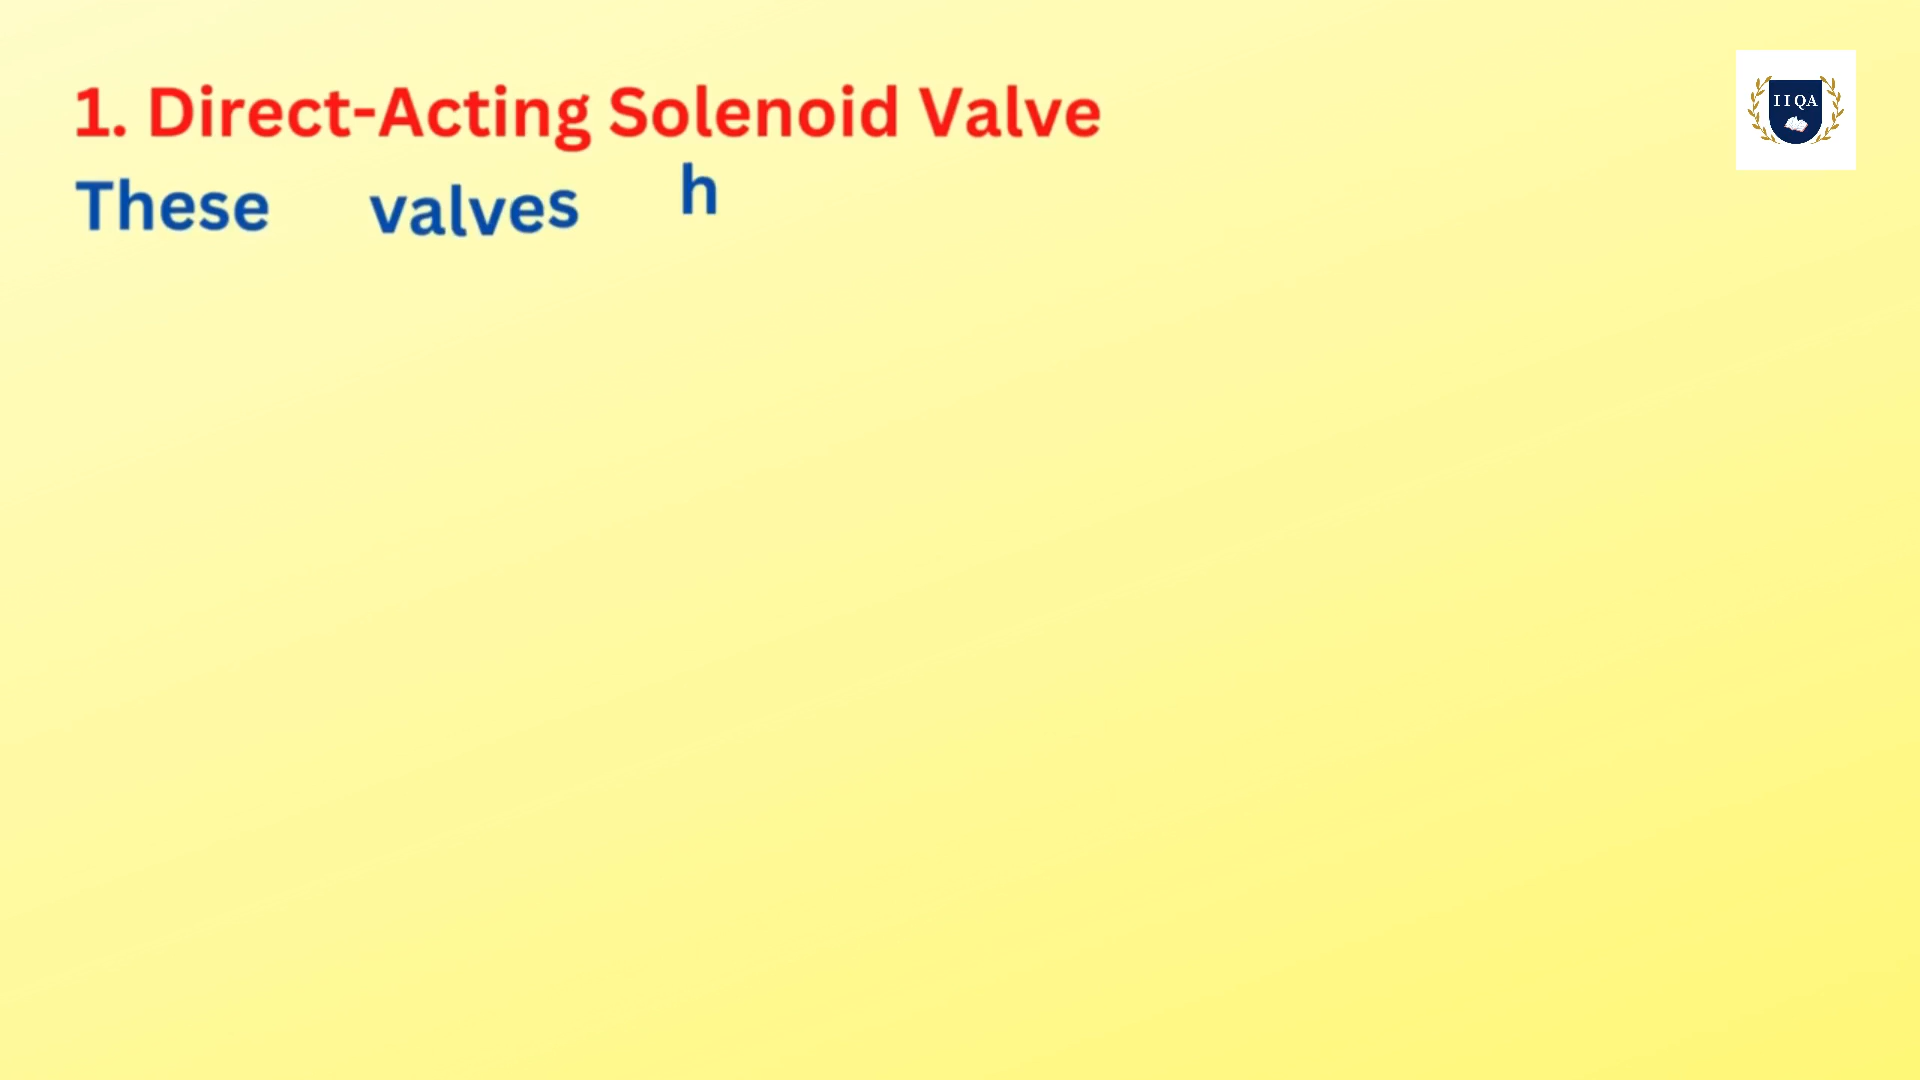 1. Direct-Acting Solenoid Valve
These valves h
IIQA